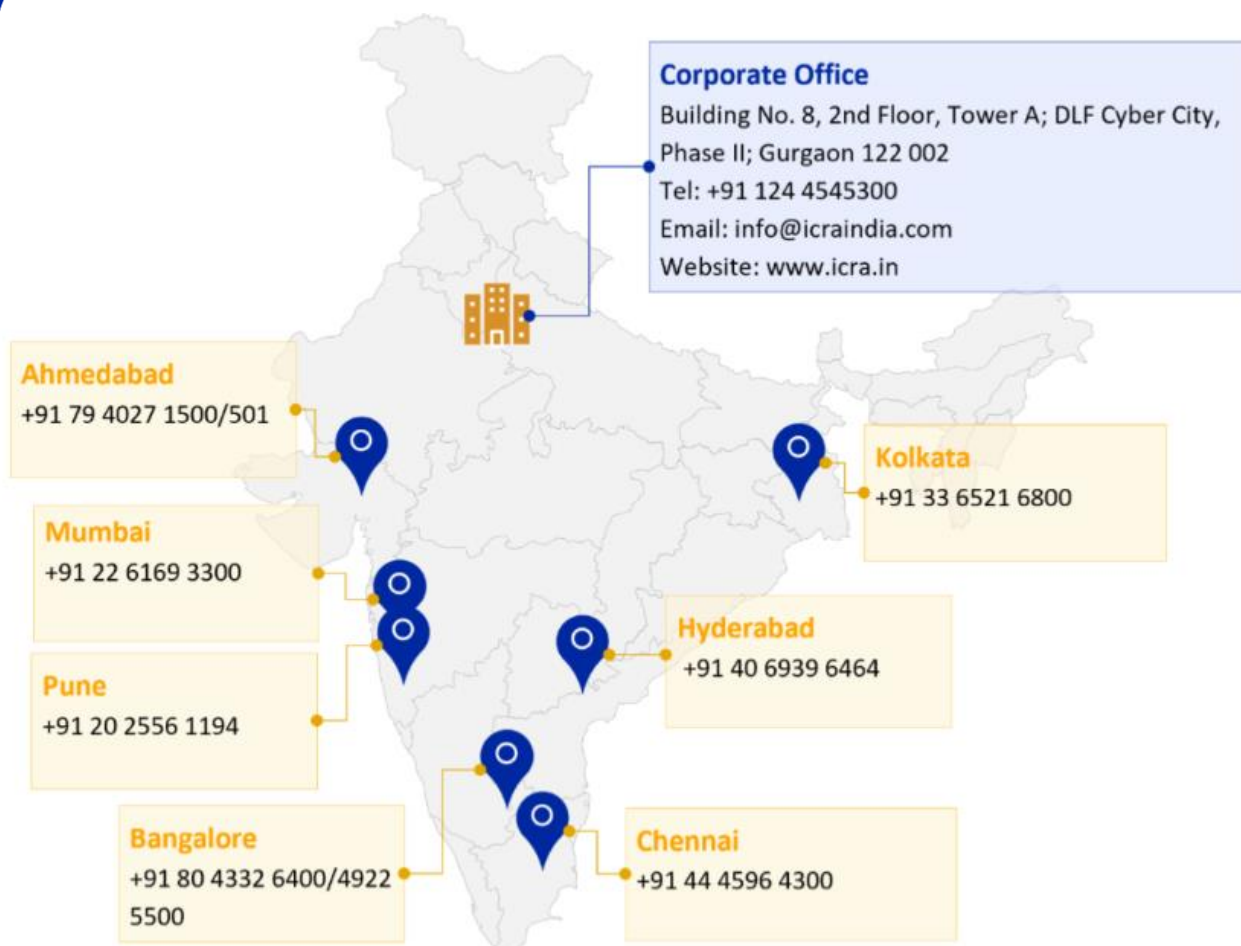 Corporate Office
Building No. 8, 2nd Floor, Tower A; DLF Cyber City,
Phase II; Gurgaon 122 002
Tel: +91 124 4545300
Email: info@icraindia.com
Website: www.icra.in
Ahmedabad
+91 79 4027 1500/501
Kolkata
+91 33 6521 6800
Mumbai
+91 22 6169 3300
Hyderabad
+91 40 6939 6464
Pune
+91 20 2556 1194
Bangalore
+91 80 4332 6400/4922
5500
Chennai
+91 44 4596 4300